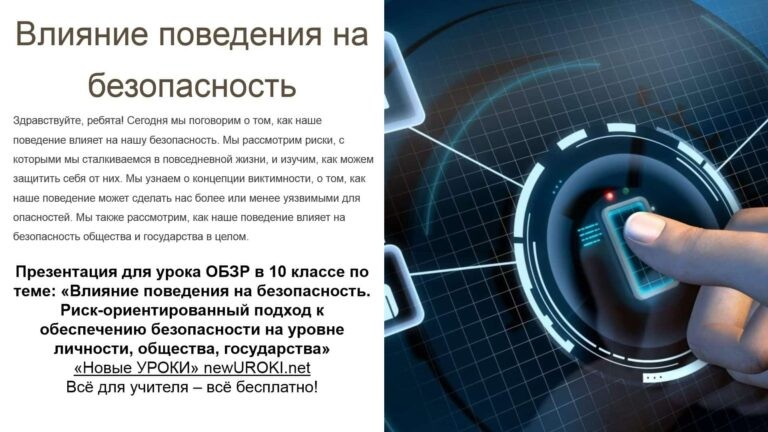 Влияние поведения на
безопасность
Здравствуйте, ребята! Сегодня мы поговорим о том, как наше
поведение влияет на нашу безопасность. Мы рассмотрим риски, с
которыми мы сталкиваемся в повседневной жизни, и изучим, как можем
защитить себя от них. Мы узнаем о концепции виктимности, о том, как
наше поведение может сделать нас более или менее уязвимыми для
опасностей. Мы также рассмотрим, как наше поведение влияет на
безопасность общества и государства в целом.
Презентация для урока ОБЗР в 10 классе по
теме: «Влияние поведения на безопасность.
Риск-ориентированный подход к
обеспечению безопасности на уровне
личности, общества, государства»
«Новые УРОКИ» newUROKI.net
Всё для учителя – всё бесплатно!